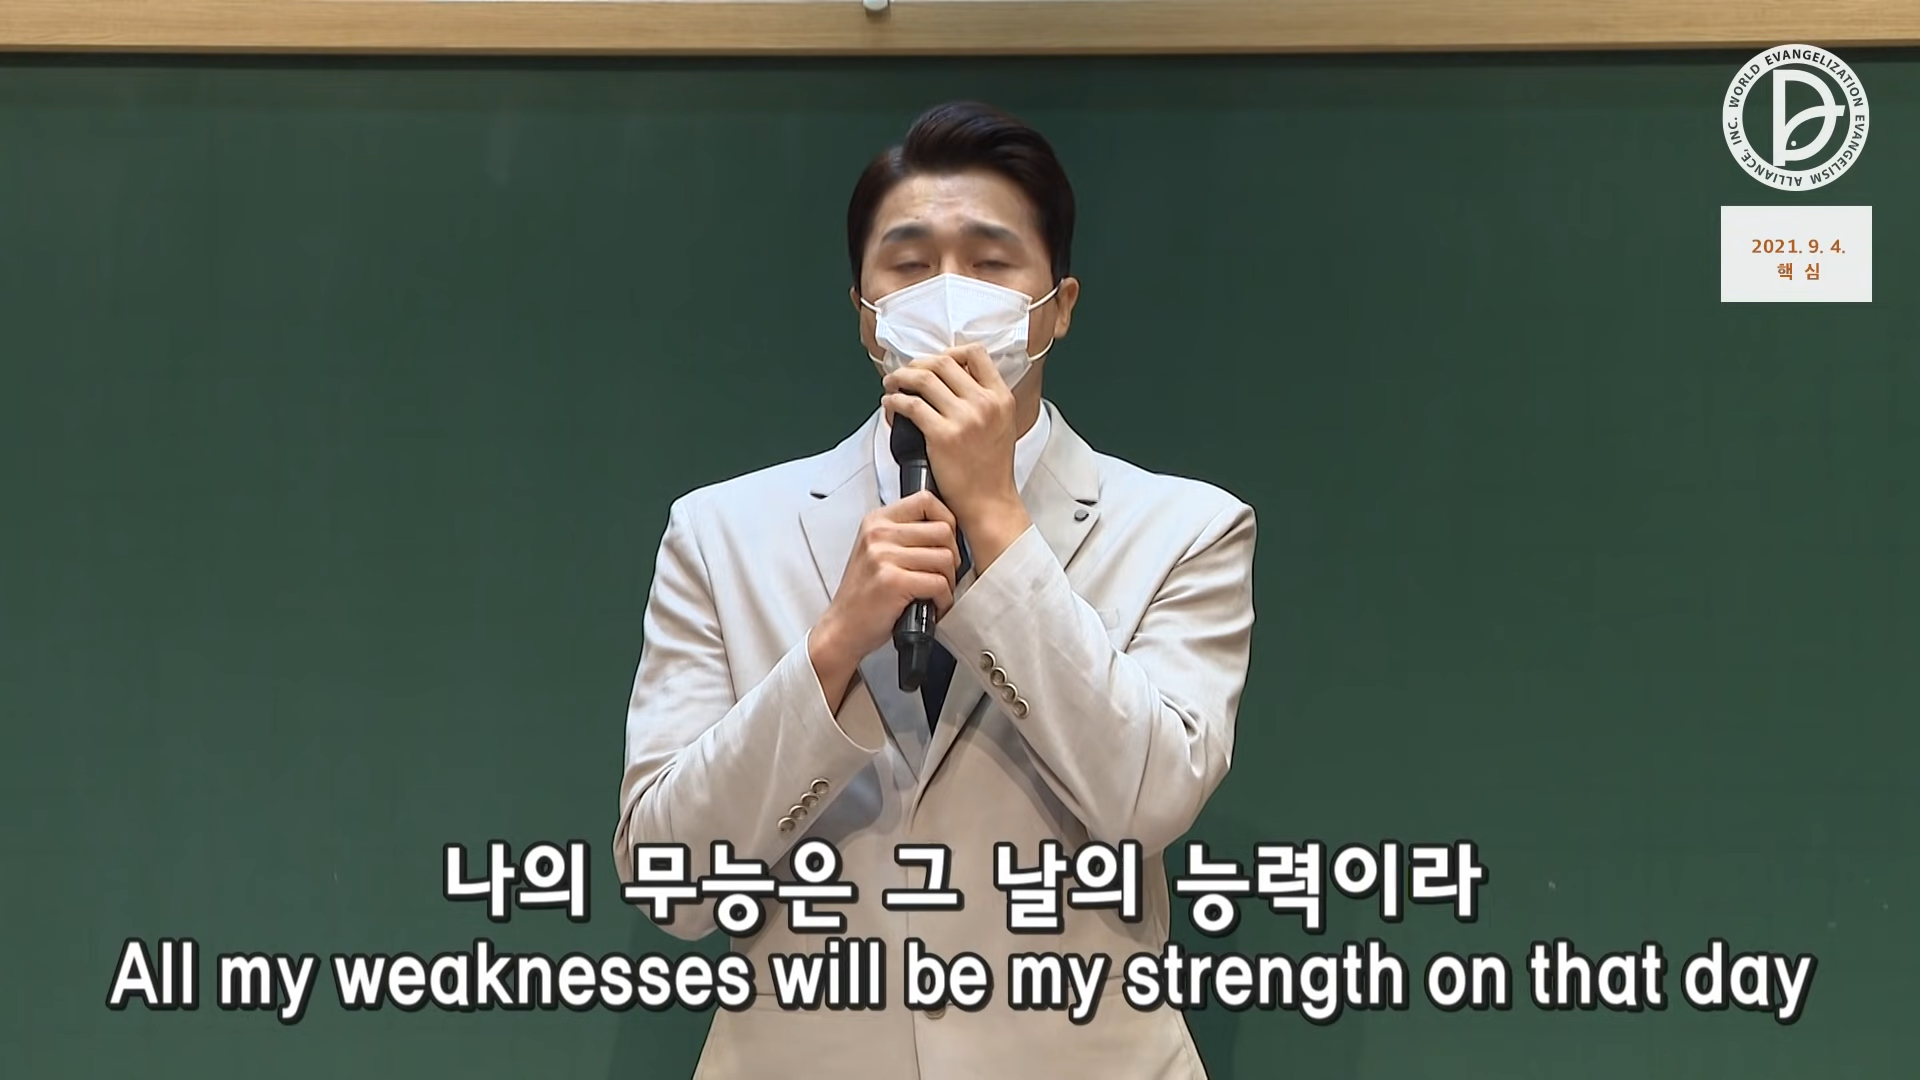 WORLD EVANGELIZATION EVANGELISM ALLIANCE, INC.
2021. 9. 4.
핵 심
나의 무능은 그 날의 능력이라
All my weaknesses will be my strength on that day